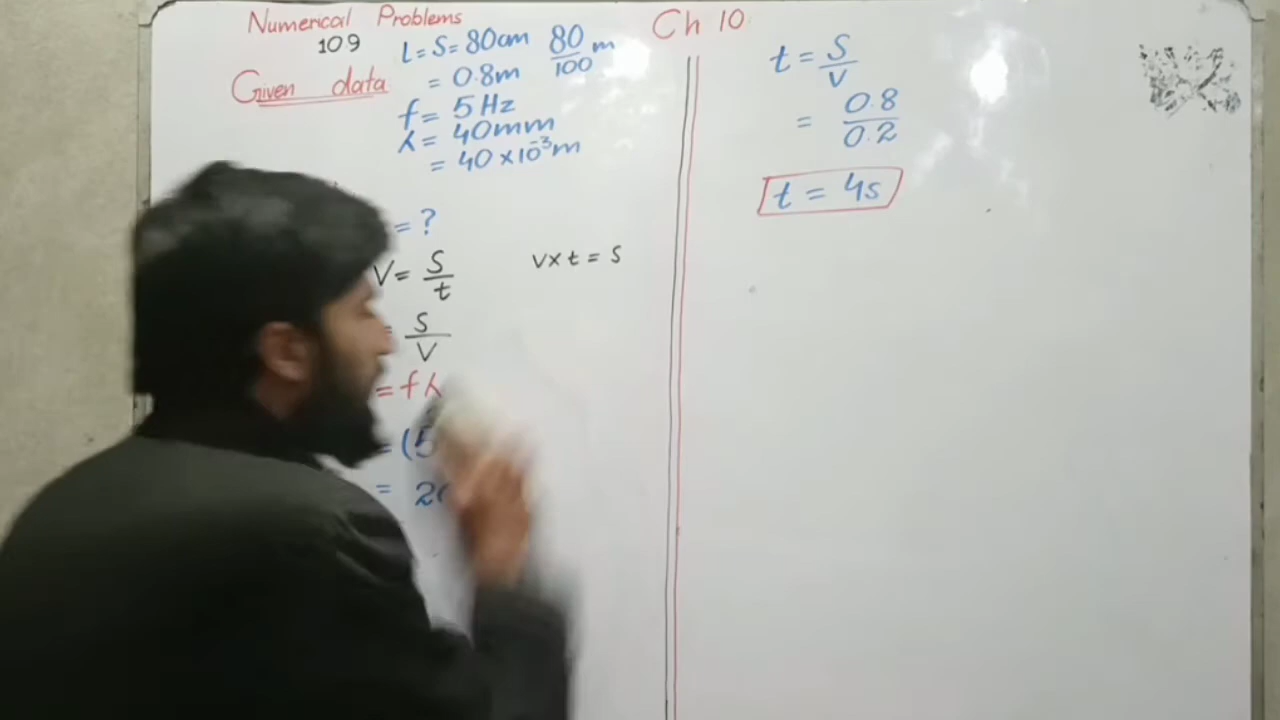 Numerical Problems
109
Given data
L = S = 80cm 80/100 m
= 0.8m
f = 5 Hz
λ = 40mm
= 40 × 10⁻³m
= ?
V = S/t
v × t = S
S/V
= fλ
= (5
= 2
Ch 10
t = S/V
= 0.8/0.2
t = 4s